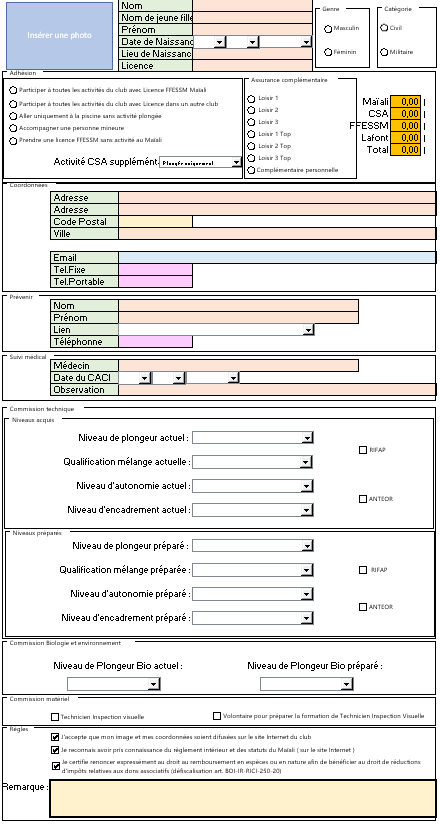 Insérer une photo
Nom
Nom de jeune fille
Prénom
Date de Naissanc
Lieu de Naissanc
Licence
Genre
Masculin
Féminin
Catégorie
Civil
Militaire
Adhésion
Participer à toutes les activités du club avec Licence FFESSM Maïali
Participer à toutes les activités du club avec Licence dans un autre club
Aller uniquement à la piscine sans activité plongée
Accompagner une personne mineure
Prendre une licence FFESSM sans activité au Maïali
Activité CSA supplément
Plongée uniquement
Assurance complémentaire
Loisir 1
Loisir 2
Loisir 3
Loisir 1 Top
Loisir 2 Top
Loisir 3 Top
Complémentaire personnelle
Maïali 0,00
CSA 0,00
FFESSM 0,00
Lafont 0,00
Total 0,00
Coordonnées
Adresse
Adresse
Code Postal
Ville
Email
Tel.Fixe
Tel.Portable
Prévenir
Nom
Prénom
Lien
Téléphonne
Suivi médical
Médecin
Date du CACI
Observation
Commission technique
Niveaux acquis
Niveau de plongeur actuel :
Qualification mélange actuelle :
Niveau d'autonomie actuel :
Niveau d'encadrement actuel :
RIFAP
ANTEOR
Niveaux préparés
Niveau de plongeur préparé :
Qualification mélange préparée :
Niveau d'autonomie préparé :
Niveau d'encadrement préparé :
RIFAP
ANTEOR
Commission Biologie et environnement
Niveau de Plongeur Bio actuel :
Niveau de Plongeur Bio préparé :
Commission matériel
Technicien Inspection visuelle
Volontaire pour préparer la formation de Technicien Inspection Visuelle
Règles
J'accepte que mon image et mes coordonnées soient difusées sur le site Internet du club
Je reconnais avoir pris connaissance du règlement intérieur et des statuts du Maïali ( sur le site Internet )
Je certifie renoncer expressément au droit au remboursement en espèces ou en nature afin de bénéficier au droit de réductions
d'impôts relatives aux dons associatifs (défiscalisation art. BOI-IR-RICI-250-20)
Remarque :